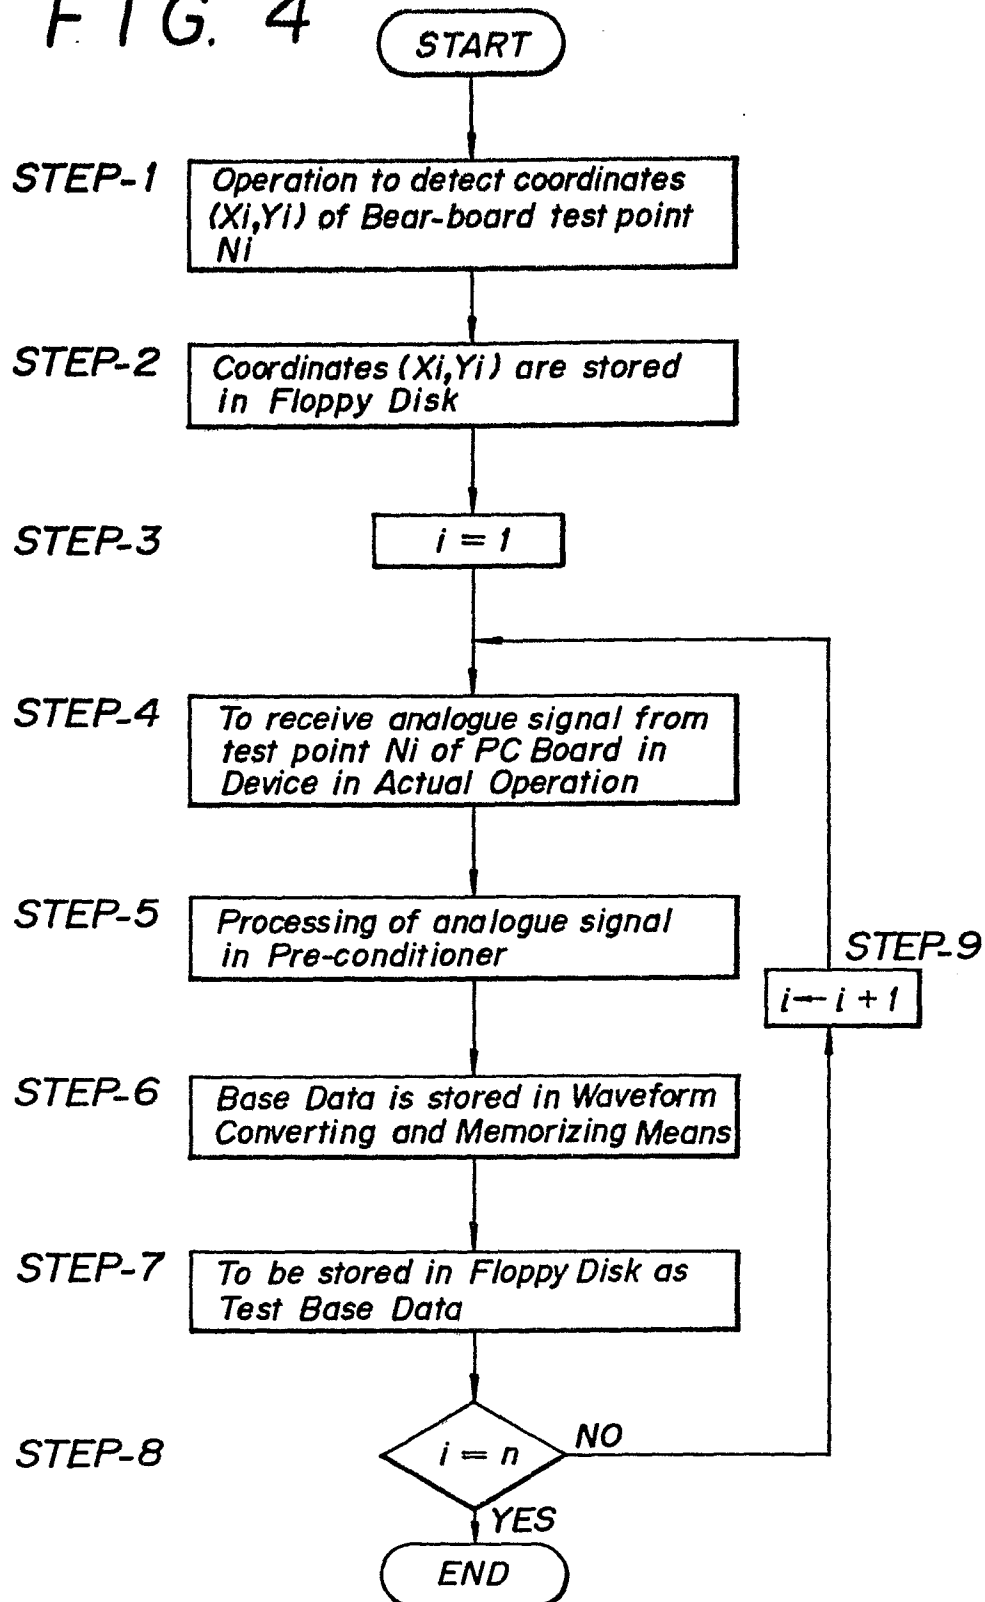 FIG. 4
START
STEP-1
Operation to detect coordinates
(Xi,Yi) of Bear-board test point
Ni
STEP-2
Coordinates (Xi,Yi) are stored
in Floppy Disk
STEP-3
i = 1
STEP-4
To receive analogue signal from
test point Ni of PC Board in
Device in Actual Operation
STEP-5
Processing of analogue signal
in Pre-conditioner
STEP-9
i ← i + 1
STEP-6
Base Data is stored in Waveform
Converting and Memorizing Means
STEP-7
To be stored in Floppy Disk as
Test Base Data
STEP-8
i = n
NO
YES
END